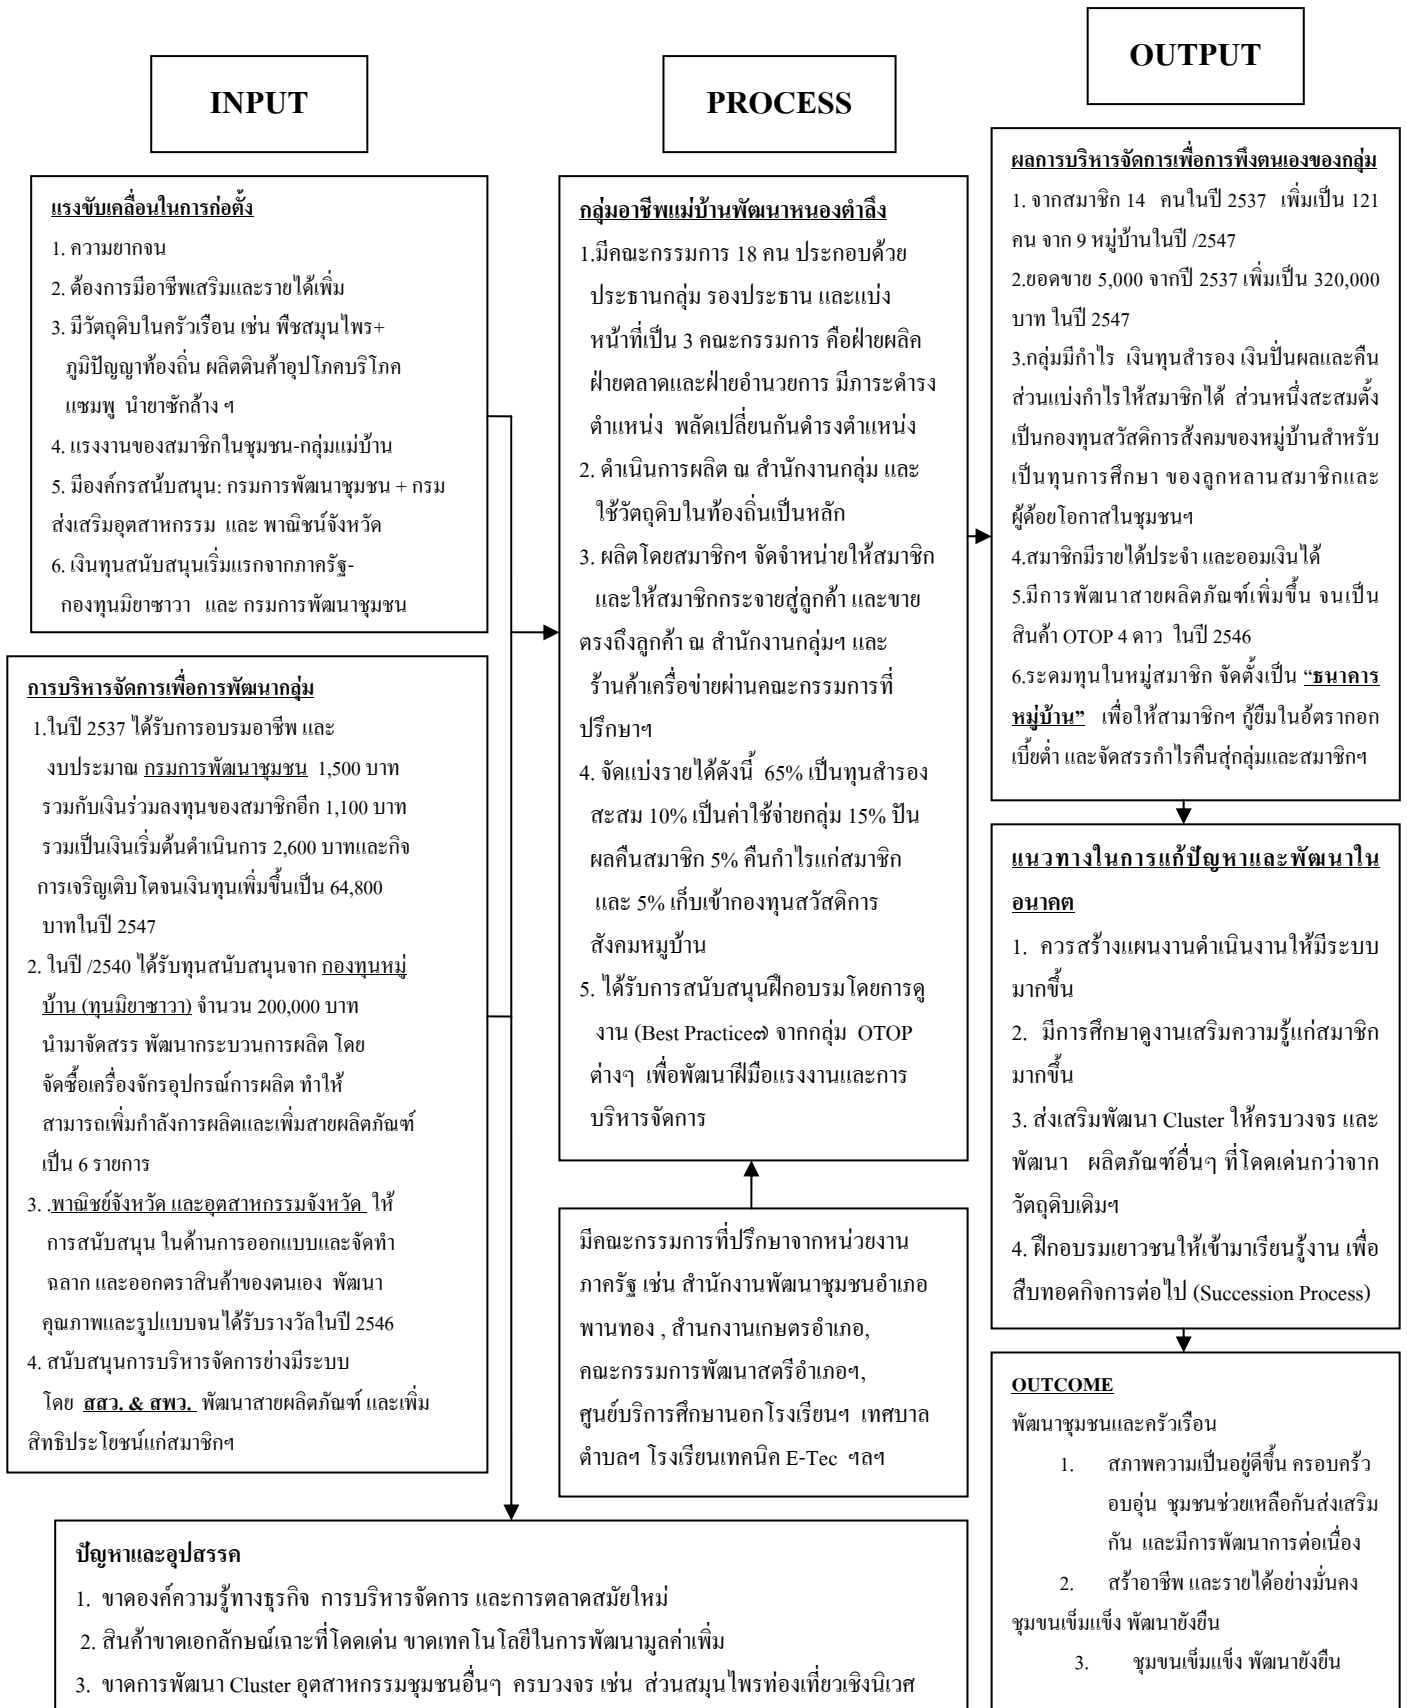 INPUT
แรงขับเคลื่อนในการก่อตั้ง
1. ความยากจน
2. ต้องการมีอาชีพเสริมและรายได้เพิ่ม
3. มีวัตถุดิบในครัวเรือน เช่น พืชสมุนไพร+
ภูมิปัญญาท้องถิ่น ผลิตตินค้าอุปโภคบริโภค
แชมพู นำยาซักล้าง ฯ
4. แรงงานของสมาชิกในชุมชน-กลุ่มแม่บ้าน
5. มีองค์กรสนับสนุน: กรมการพัฒนาชุมชน + กรม
ส่งเสริมอุตสาหกรรม และ พาณิชน์จังหวัด
6. เงินทุนสนับสนุนเริ่มแรกจากภาครัฐ-
กองทุนมิยาซาวา และ กรมการพัฒนาชุมชน
การบริหารจัดการเพื่อการพัฒนากลุ่ม
1.ในปี 2537 ได้รับการอบรมอาชีพ และ
งบประมาณ กรมการพัฒนาชุมชน 1,500 บาท
รวมกับเงินร่วมลงทุนของสมาชิกอีก 1,100 บาท
รวมเป็นเงินเริ่มต้นดำเนินการ 2,600 บาทและกิจ
การเจริญเติบโตจนเงินทุนเพิ่มขึ้นเป็น 64,800
บาทในปี 2547
2. ในปี /2540 ได้รับทุนสนับสนุนจาก กองทุนหมู่
บ้าน (ทุนมิยาซาวา) จำนวน 200,000 บาท
นำมาจัดสรร พัฒนากระบวนการผลิต โดย
จัดซื้อเครื่องจักรอุปกรณ์การผลิต ทำให้
สามารถเพิ่มกำลังการผลิตและเพิ่มสายผลิตภัณฑ์
เป็น 6 รายการ
3. .พาณิชย์จังหวัด และอุตสาหกรรมจังหวัด ให้
การสนับสนุน ในด้านการออกแบบและจัดทำ
ฉลาก และออกตราสินค้าของตนเอง พัฒนา
คุณภาพและรูปแบบจนได้รับรางวัลในปี 2546
4. สนับสนุนการบริหารจัดการย่างมีระบบ
โดย สสว. & สพว. พัฒนาสายผลิตภัณฑ์ และเพิ่ม
สิทธิประโยชน์แก่สมาชิกฯ
PROCESS
กลุ่มอาชีพแม่บ้านพัฒนาหนองตำลึง
1.มีคณะกรรมการ 18 คน ประกอบด้วย
ประธานกลุ่ม รองประธาน และแบ่ง
หน้าที่เป็น 3 คณะกรรมการ คือฝ่ายผลิค
ฝ่ายตลาดและฝ่ายอำนวยการ มีภาระดำรง
ตำแหน่ง พลัดเปลี่ยนกันดำรงตำแหน่ง
2. ดำเนินการผลิต ณ สำนักงานกลุ่ม และ
ใช้วัตถุดิบในท้องถิ่นเป็นหลัก
3. ผลิตโดยสมาชิกฯ จัดจำหน่ายให้สมาชิก
และให้สมาชิกกระจายสู่ลูกค้า และขาย
ตรงถึงลูกค้า ณ สำนักงานกลุ่มฯ และ
ร้านค้าเครือข่ายผ่านคณะกรรมการที่
ปรึกษาฯ
4. จัดแบ่งรายได้ดังนี้ 65% เป็นทุนสำรอง
สะสม 10% เป็นค่าใช้จ่ายกลุ่ม 15% ปัน
ผลคืนสมาชิก 5% คืนกำไรแก่สมาชิก
และ 5% เก็บเข้ากองทุนสวัสดิการ
สังคมหมูบ้าน
5. ได้รับการสนับสนุนฝึกอบรมโดยการดู
งาน (Best Practice๗ จากกลุ่ม OTOP
ต่างๆ เพื่อพัฒนาฝีมือแรงงานและการ
บริหารจัดการ
มีคณะกรรมการที่ปรึกษาจากหน่วยงาน
ภาครัฐ เช่น สำนักงานพัฒนาชุมชนอำเภอ
พานทอง , สำนกงานเกษตรอำเภอ,
คณะกรรมการพัฒนาสตรีอำเภอฯ,
ศูนย์บริการศึกษานอกโรงเรียนฯ เทศบาล
ตำบลฯ โรงเรียนเทคนิค E-Tec ฯลฯ
OUTPUT
ผลการบริหารจัดการเพื่อการพึงตนเองของกลุ่ม
1. จากสมาชิก 14 คนในปี 2537 เพิ่มเป็น 121
คน จาก 9 หมู่บ้านในปี /2547
2.ยอดขาย 5,000 จากปี 2537 เพิ่มเป็น 320,000
บาท ในปี 2547
3.กลุ่มมีกำไร เงินทุนสำรอง เงินปั่นผลและคืน
ส่วนแบ่งกำไรให้สมาชิกได้ ส่วนหนึ่งสะสมตั้ง
เป็นกองทุนสวัสดิการสังคมของหมู่บ้านสำหรับ
เป็นทุนการศึกษา ของลูกหลานสมาชิกและ
ผู้ด้อยโอกาสในชุมชนฯ
4.สมาชิกมีรายได้ประจำ และออมเงินได้
5.มีการพัฒนาสายผลิตภัณฑ์เพิ่มขึ้น จนเป็น
สินค้า OTOP 4 ดาว ในปี 2546
6.ระดมทุนในหมู่สมาชิก จัดตั้งเป็น “ธนาคาร
หมู่บ้าน” เพื่อให้สามาชิกฯ กู้ยืมในอ้ตรากอก
เบี้ยต่ำ และจัดสรรกำไรคืนสู่กลุ่มและสมาชิกฯ
แนวทางในการแก้ปัญหาและพัฒนาใน
อนาคต
1. ควรสร้างแผนงานดำเนินงานให้มีระบบ
มากขึ้น
2. มีการศึกษาดูงานเสริมความรู้แก่สมาชิก
มากขึ้น
3. ส่งเสริมพัฒนา Cluster ให้ครบวงจร และ
พัฒนา ผลิตภัณฑ์อื่นๆ ที่โดดเด่นกว่าจาก
วัตถุดิบเดิมฯ
4. ฝึกอบรมเยาวชนให้เข้ามาเรียนรู้งาน เพื่อ
สืบทอดกิจการต่อไป (Succession Process)
OUTCOME
พัฒนาชุมชนและครัวเรือน
1. สภาพความเป็นอยู่ดีขึ้น ครอบครัว
อบอุ่น ชุมชนช่วยเหลือกันส่งเสริม
กัน และมีการพัฒนาการต่อเนื่อง
2. สร้าอาชีพ และรายได้อย่างมั่นคง
ชุมขนเข็มแข็ง พัฒนายังยืน
3. ชุมขนเข็มแข็ง พัฒนายังยืน
ปัญหาและอุปสรรค
1. ขาดองค์ความรู้ทางธุรกิจ การบริหารจัดการ และการตลาดสมัยใหม่
2. สินค้าขาดเอกลักษณ์เฉาะที่โดดเด่น ขาดเทคโนโลยีในการพัฒนามูลค่าเพิ่ม
3. ขาดการพัฒนา Cluster อุตสาหกรรมชุมชนอื่นๆ ครบวงจร เช่น ส่วนสมุนไพรท่องเที่ยวเชิงนิเวศ